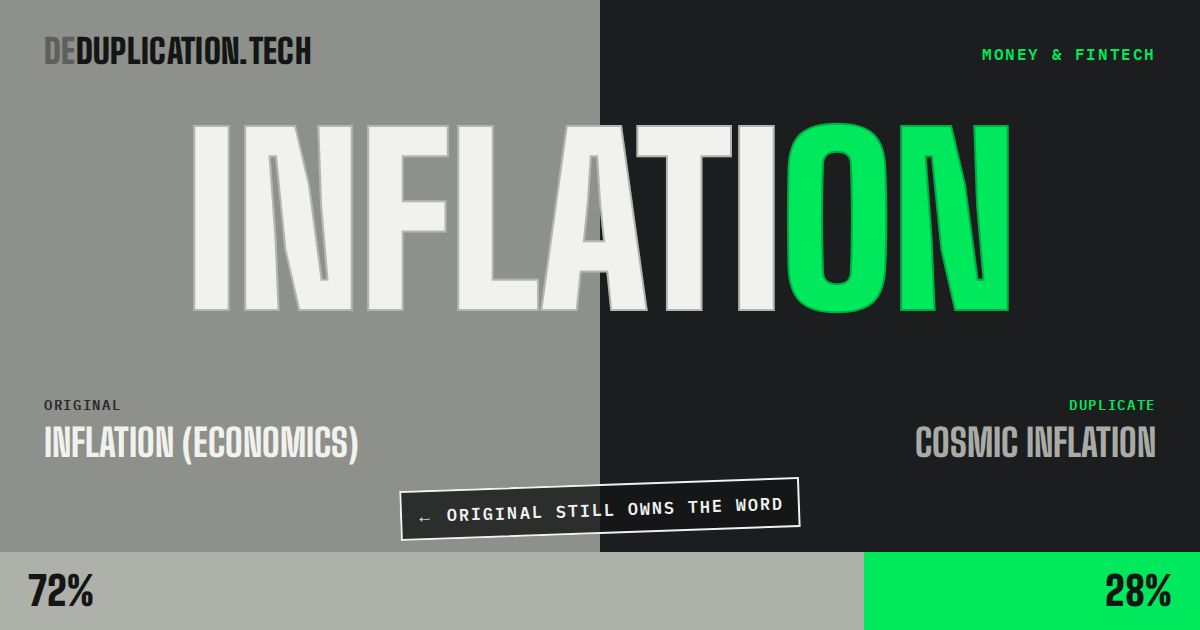 DEDUPLICATION.TECH
MONEY & FINTECH
INFLATION
ORIGINAL
INFLATION (ECONOMICS)
DUPLICATE
COSMIC INFLATION
← ORIGINAL STILL OWNS THE WORD
72%
28%